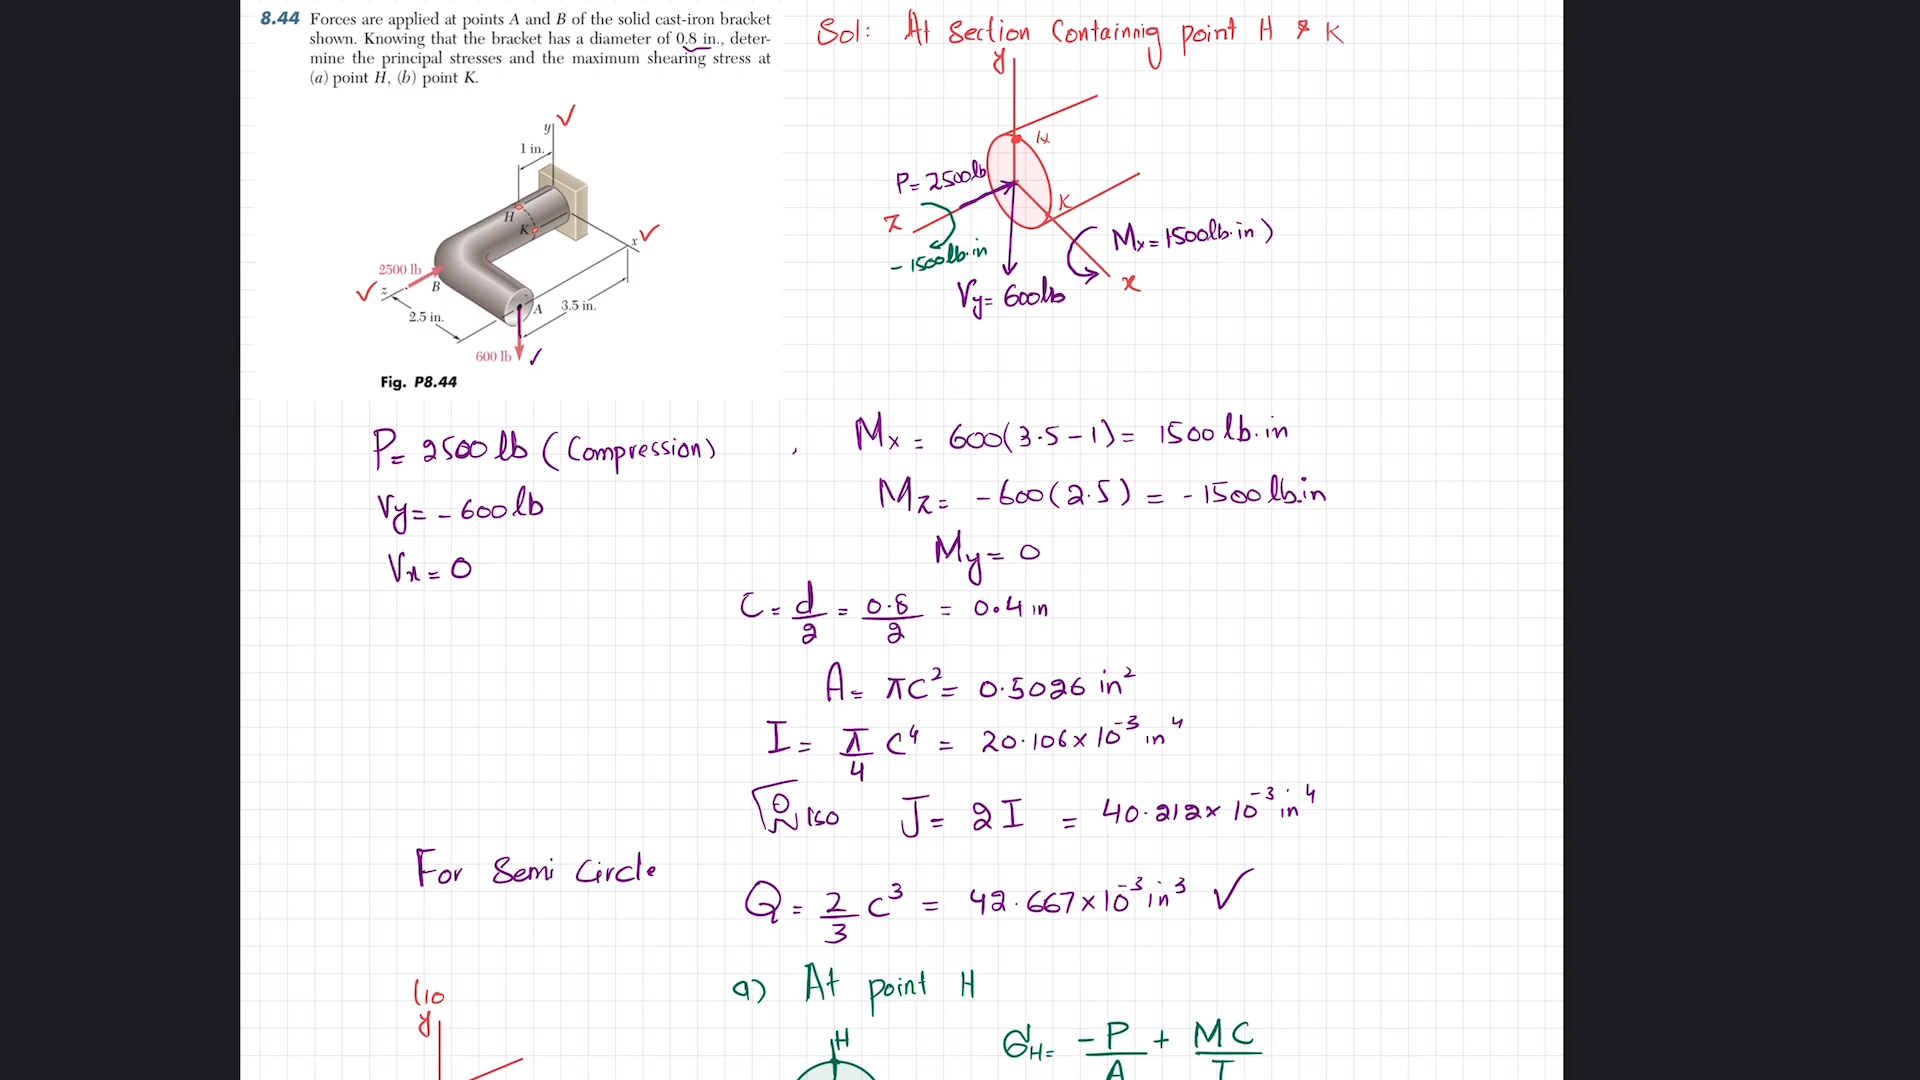 8.44 Forces are applied at points A and B of the solid cast-iron bracket
shown. Knowing that the bracket has a diameter of 0.8 in., deter-
mine the principal stresses and the maximum shearing stress at
(a) point H, (b) point K.
y
1 in.
H
K
x
2500 lb
z
B
A
3.5 in.
2.5 in.
600 lb
Fig. P8.44
Sol: At Section Containnig point H & K
y
H
P = 2500lb
K
z
Mx = 1500lb.in)
- 1500lb.in
Vy = 600lb
x
P = 2500 lb (Compression) , Mx = 600(3.5-1) = 1500 lb.in
Vy = - 600lb
Mz = -600(2.5) = -1500lb.in
Vx = 0
My = 0
C = d/2 = 0.8/2 = 0.4 in
A = πc² = 0.5026 in²
I = π/4 c⁴ = 20.106 x 10⁻³ in⁴
J = 2I = 40.212 x 10⁻³ in⁴
For Semi Circle
Q = 2/3 c³ = 42.667 x 10⁻³ in³ ✓
a) At point H
y
H
σH = -P/A + MC/I